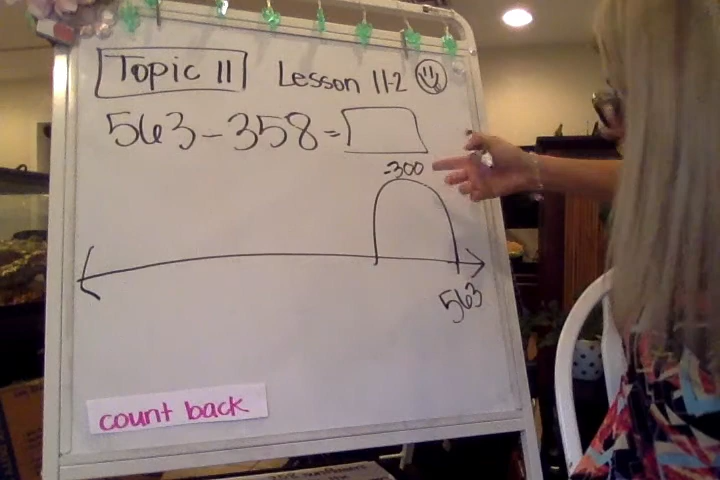 Topic 11 Lesson 11-2
563 - 358 =
-300
563
count back